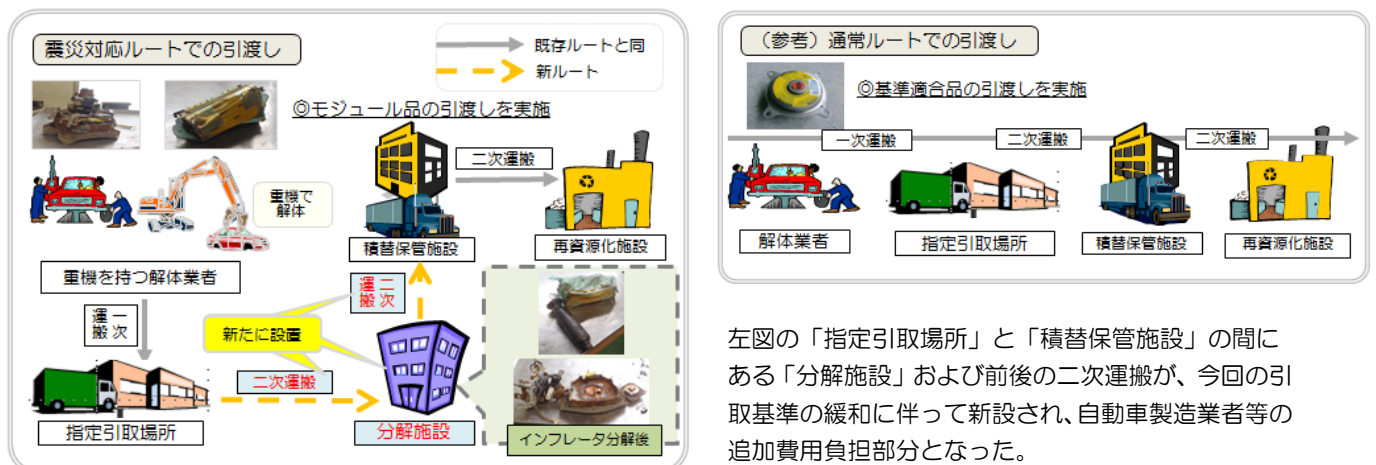 震災対応ルートでの引渡し
既存ルートと同
新ルート
◎モジュール品の引渡しを実施
重機で
解体
二次運搬
積替保管施設
再資源化施設
重機を持つ解体業者
一次
運搬
新たに設置
二次
運搬
二次運搬
指定引取場所
分解施設
インフレータ分解後
（参考）通常ルートでの引渡し
◎基準適合品の引渡しを実施
一次運搬
二次運搬
二次運搬
解体業者
指定引取場所
積替保管施設
再資源化施設
左図の「指定引取場所」と「積替保管施設」の間に
ある「分解施設」および前後の二次運搬が、今回の引
取基準の緩和に伴って新設され、自動車製造業者等の
追加費用負担部分となった。